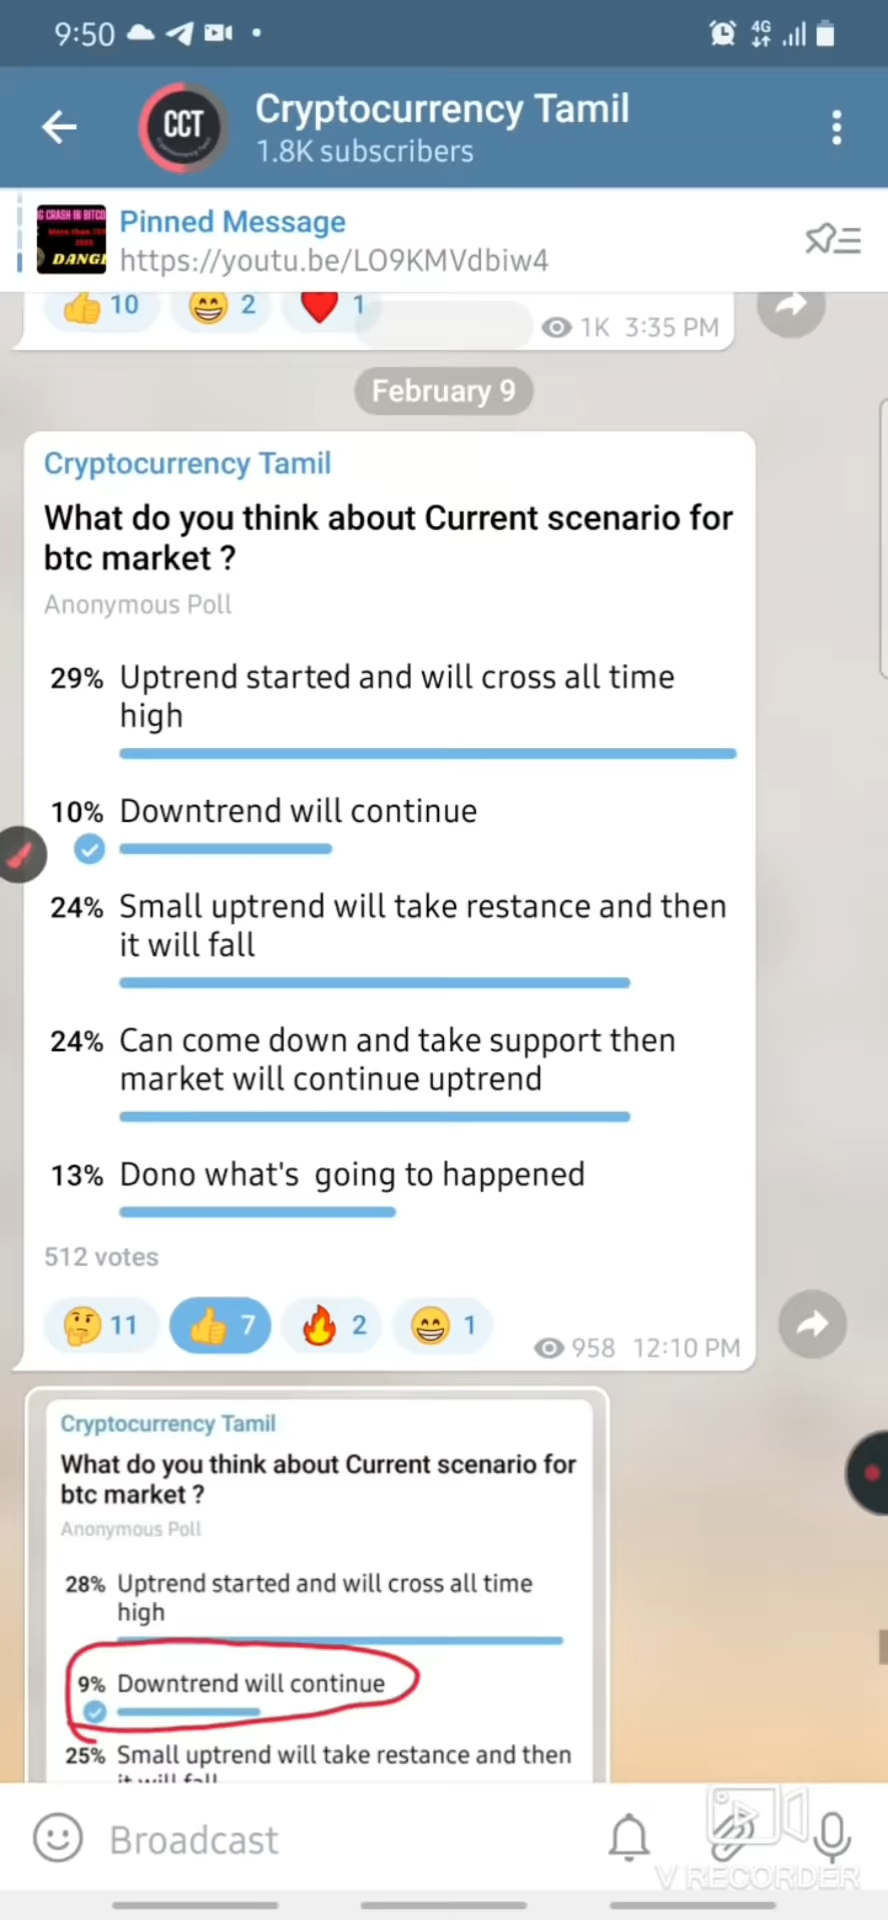 9:50
4G
CCT
Cryptocurrency Tamil
1.8K subscribers
G CRASH IN BITCO
DANGE
Pinned Message
https://youtu.be/LO9KMVdbiw4
10 2 1
1K 3:35 PM
February 9
Cryptocurrency Tamil
What do you think about Current scenario for
btc market ?
Anonymous Poll
29% Uptrend started and will cross all time
high
10% Downtrend will continue
24% Small uptrend will take restance and then
it will fall
24% Can come down and take support then
market will continue uptrend
13% Dono what's going to happened
512 votes
11 7 2 1
958 12:10 PM
Cryptocurrency Tamil
What do you think about Current scenario for
btc market ?
Anonymous Poll
28% Uptrend started and will cross all time
high
9% Downtrend will continue
25% Small uptrend will take restance and then
it will fall
Broadcast
V RECORDER